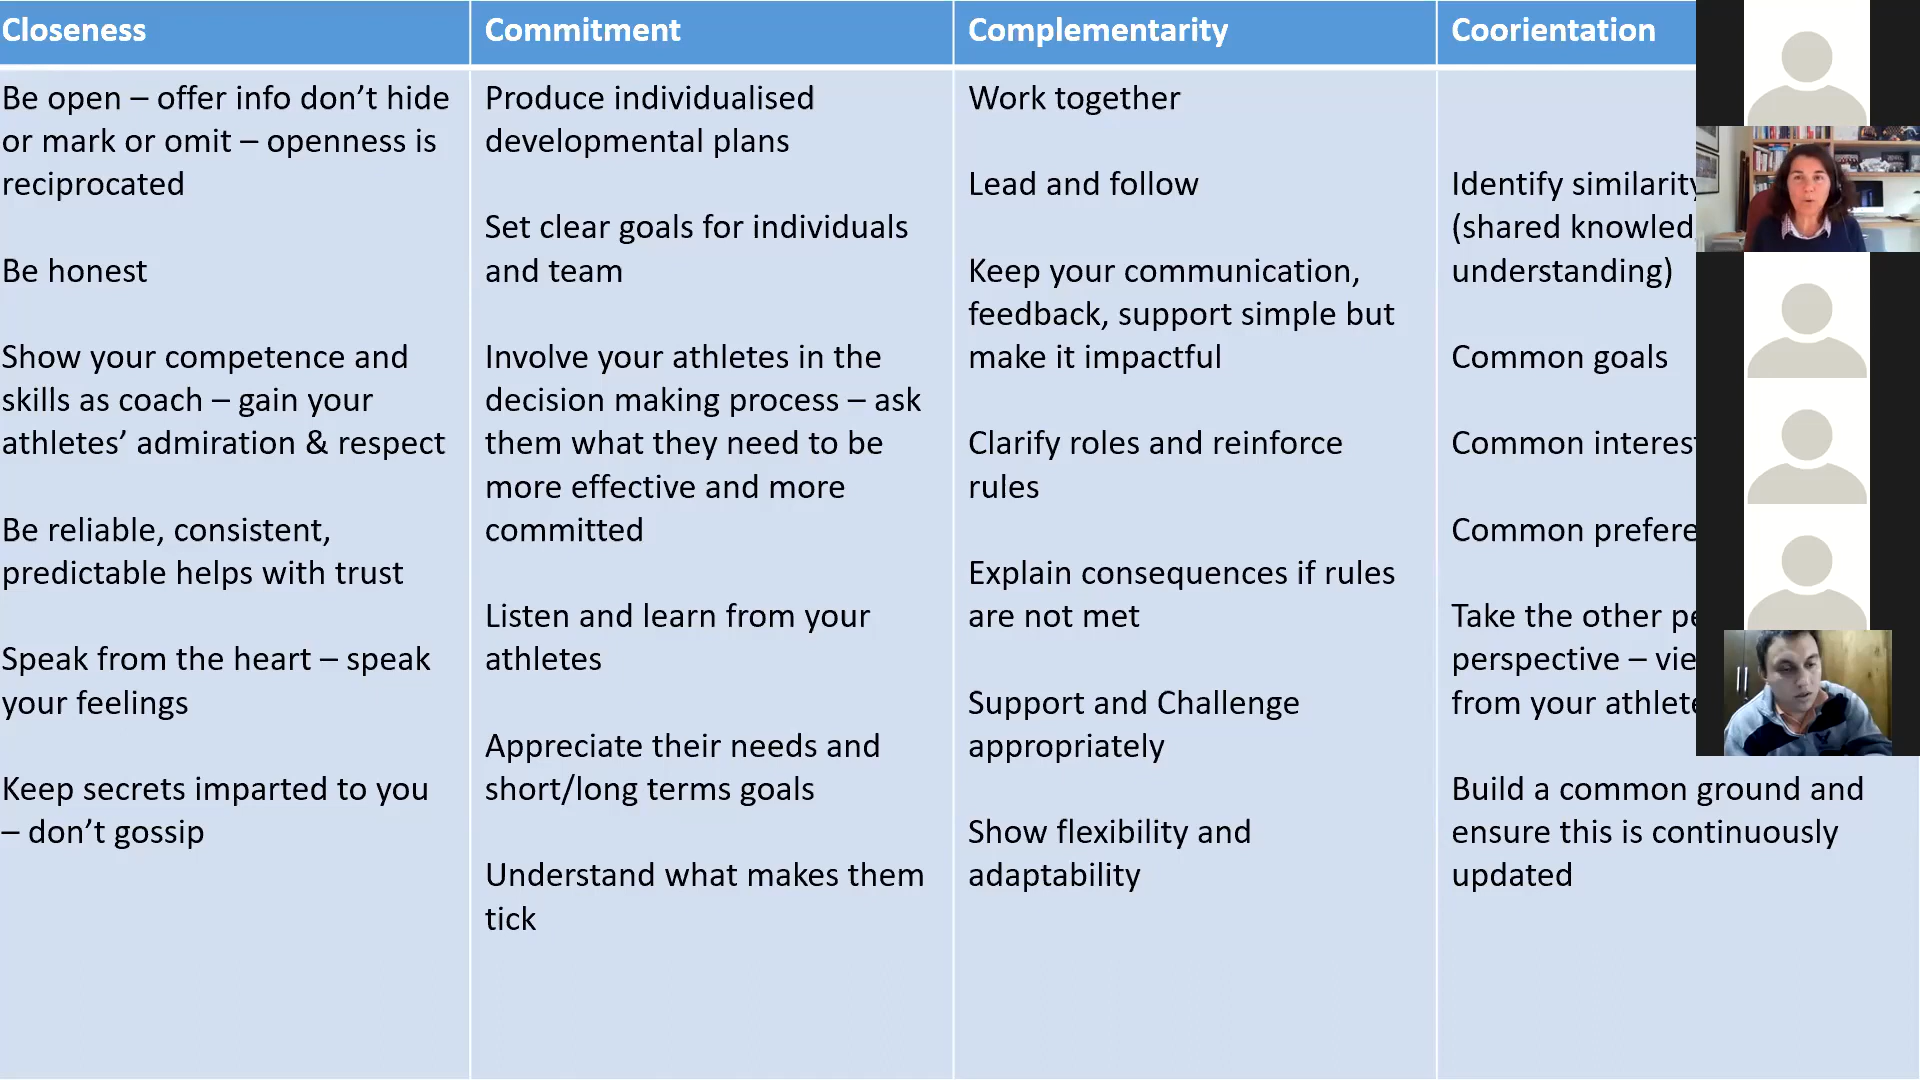 Closeness
Be open – offer info don’t hide
or mark or omit – openness is
reciprocated
Be honest
Show your competence and
skills as coach – gain your
athletes’ admiration & respect
Be reliable, consistent,
predictable helps with trust
Speak from the heart – speak
your feelings
Keep secrets imparted to you
– don’t gossip
Commitment
Produce individualised
developmental plans
Set clear goals for individuals
and team
Involve your athletes in the
decision making process – ask
them what they need to be
more effective and more
committed
Listen and learn from your
athletes
Appreciate their needs and
short/long terms goals
Understand what makes them
tick
Complementarity
Work together
Lead and follow
Keep your communication,
feedback, support simple but
make it impactful
Clarify roles and reinforce
rules
Explain consequences if rules
are not met
Support and Challenge
appropriately
Show flexibility and
adaptability
Coorientation
Identify similarity
(shared
understanding)
Common goals
Common
Common
Take the other
perspective –
from your
Build a common ground and
ensure this is continuously
updated